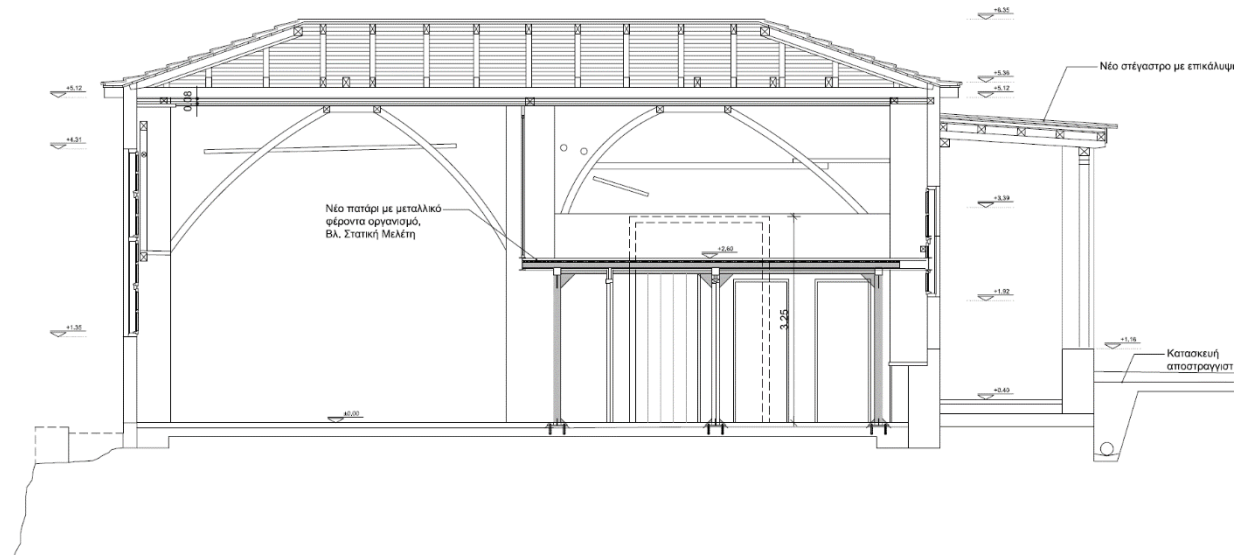 +6.35
Νέο στέγαστρο με επικάλυψη
+5.36
+5.12
+5.12
0.08
+4.31
Νέο πατάρι με μεταλλικό
φέροντα οργανισμό,
Βλ. Στατική Μελέτη
+3.39
+2.60
+1.92
3.25
+1.35
+1.16
Κατασκευή
αποστραγγιστ
+0.40
±0.00